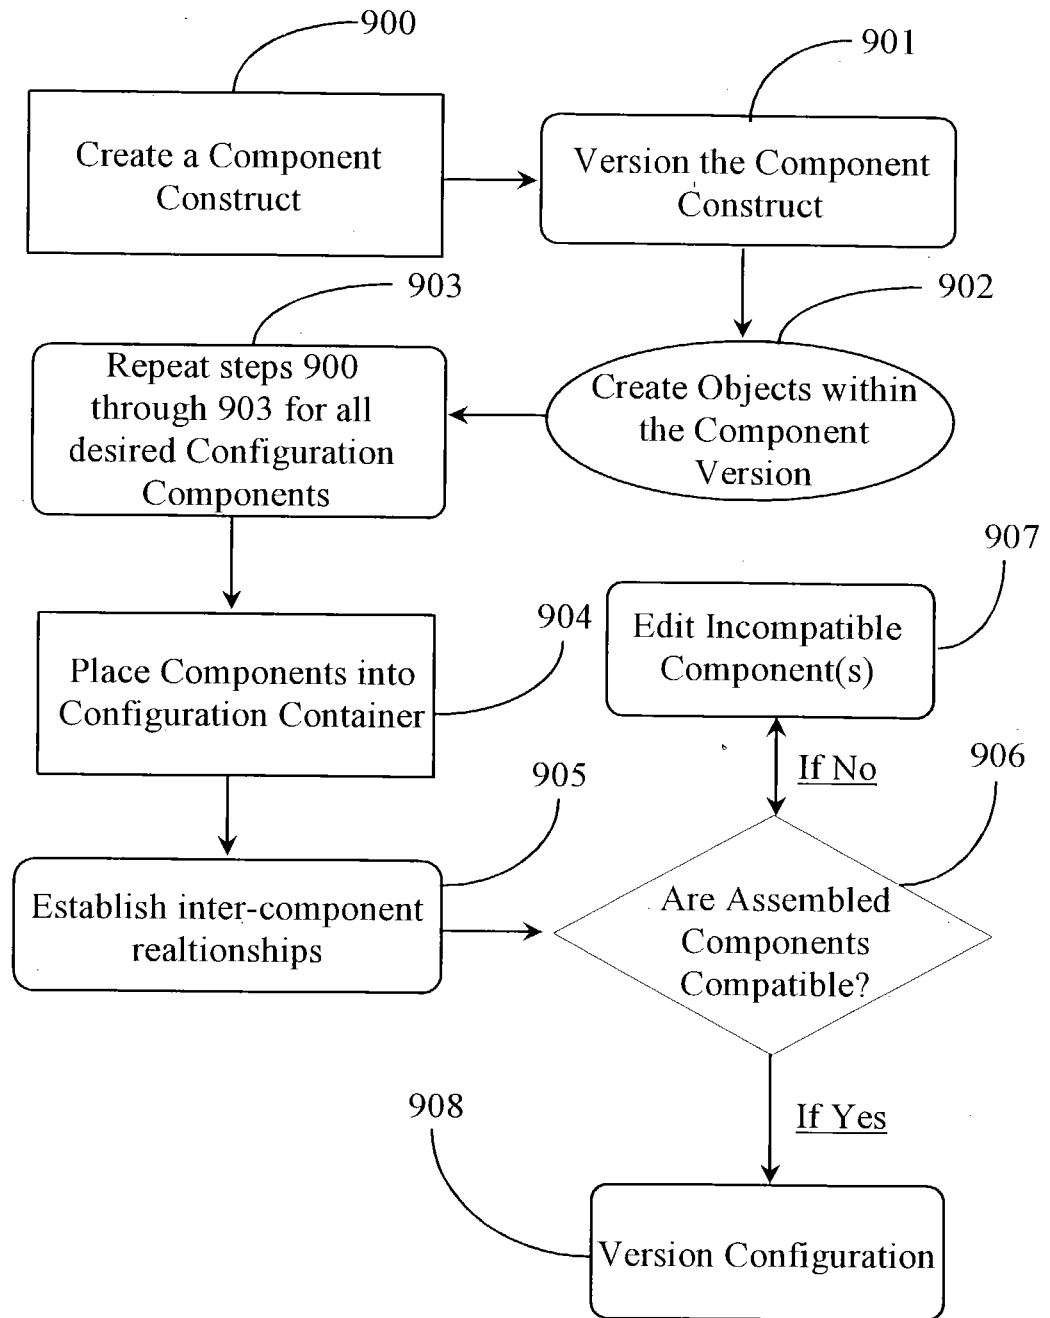 900
901
Create a Component
Construct
Version the Component
Construct
903
902
Repeat steps 900
through 903 for all
desired Configuration
Components
Create Objects within
the Component
Version
907
904
Edit Incompatible
Component(s)
Place Components into
Configuration Container
905
If No
906
Establish inter-component
realtionships
Are Assembled
Components
Compatible?
908
If Yes
Version Configuration